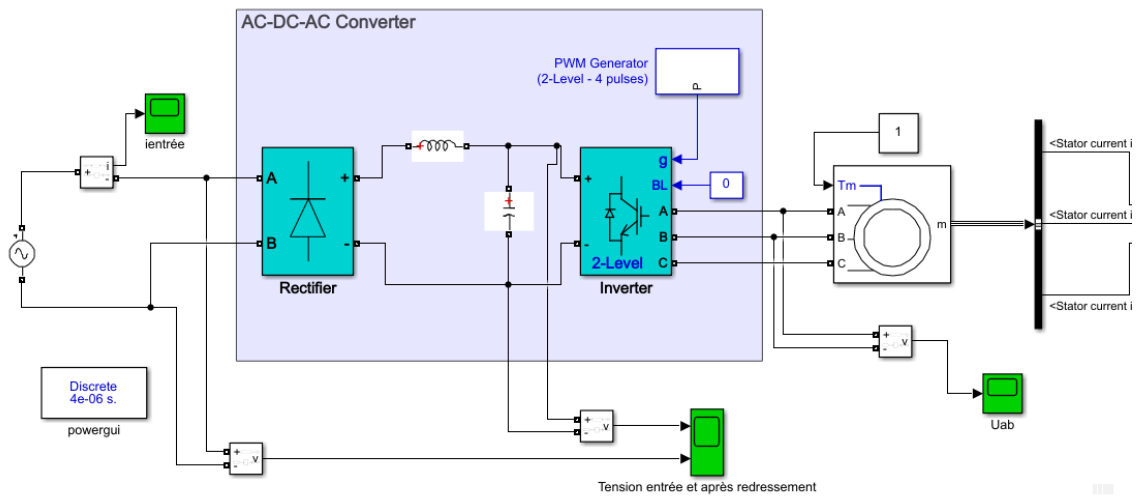 AC-DC-AC Converter
PWM Generator
(2-Level - 4 pulses)
P
ientrée
i
+
-
1
A
B
+
-
Rectifier
+
+
g
BL
0
+
-
A
B
C
2-Level
Inverter
Tm
A
B
C
m
<Stator current i
<Stator current i
<Stator current i
Discrete
4e-06 s.
powergui
+
-
v
Uab
+
-
v
+
-
v
Tension entrée et après redressement